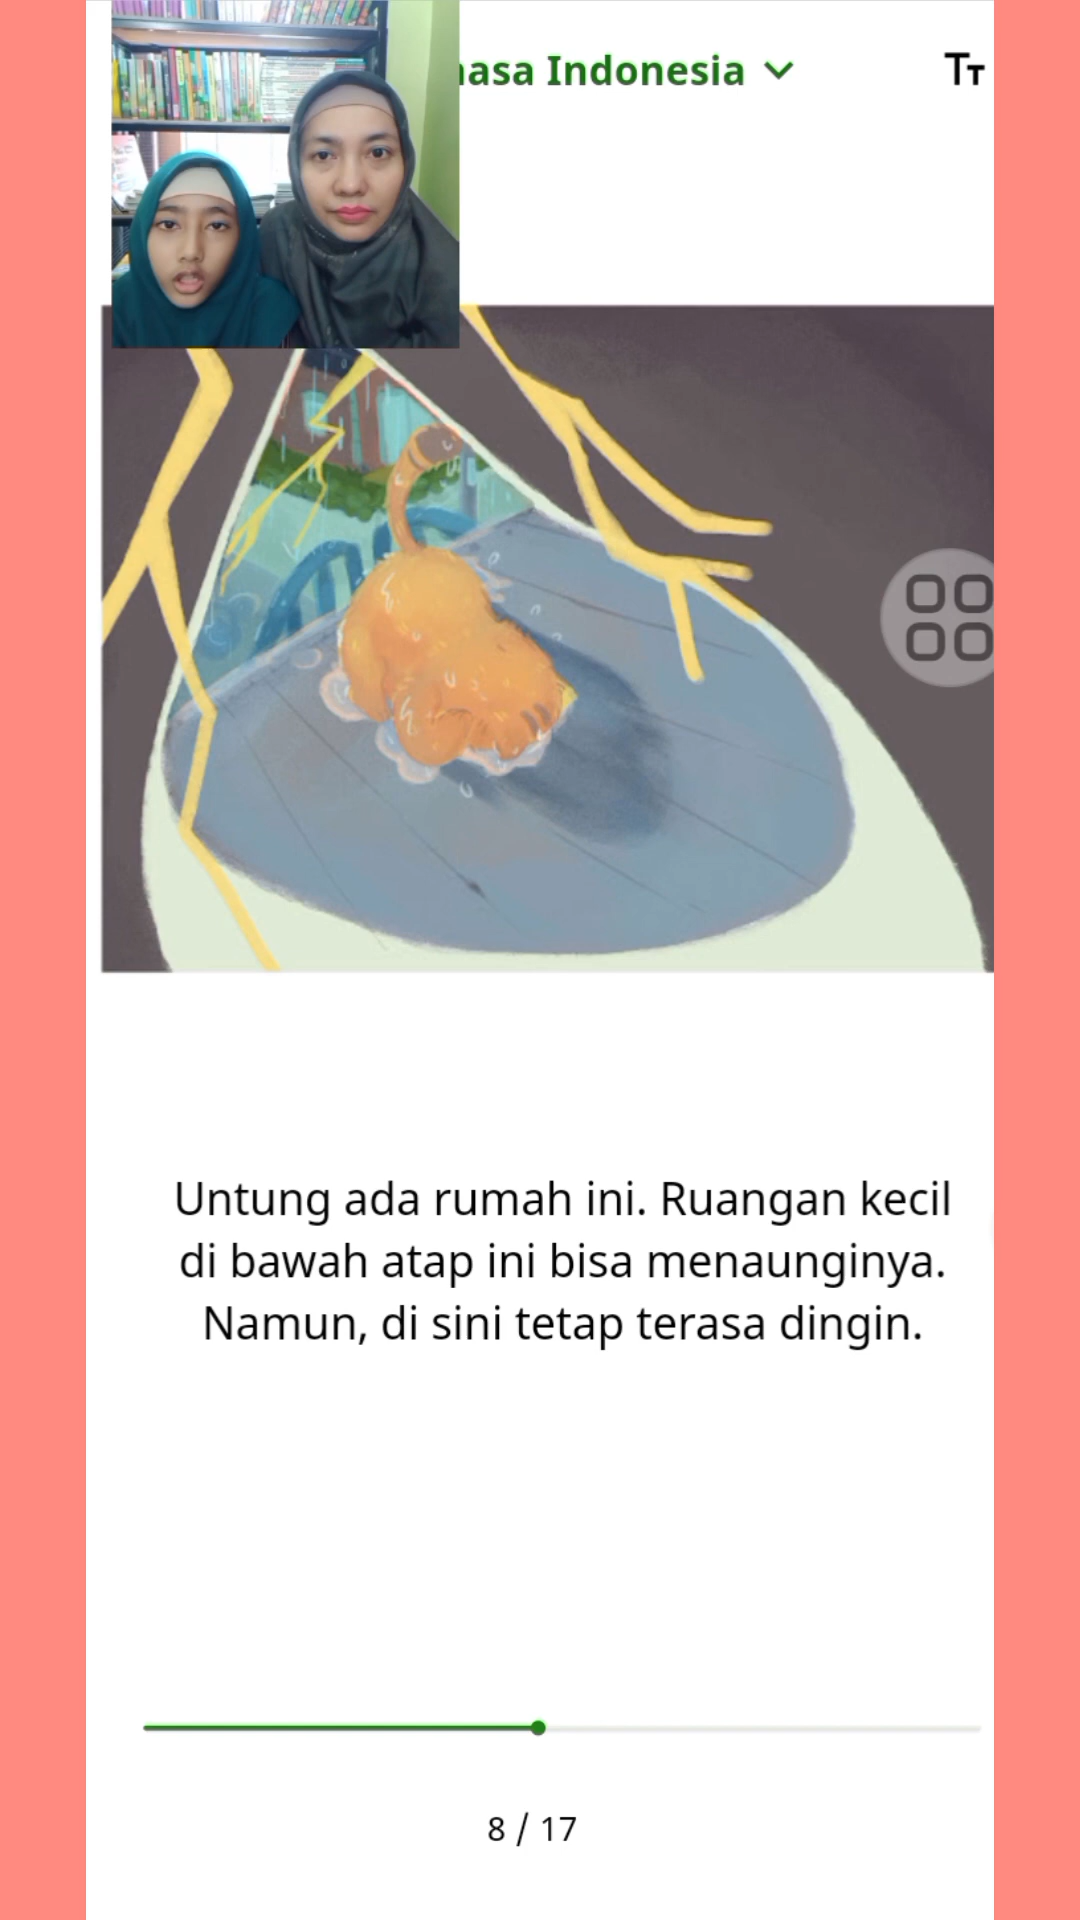 Indonesia
Tт
Untung ada rumah ini. Ruangan kecil
di bawah atap ini bisa menaunginya.
Namun, di sini tetap terasa dingin.
8 / 17